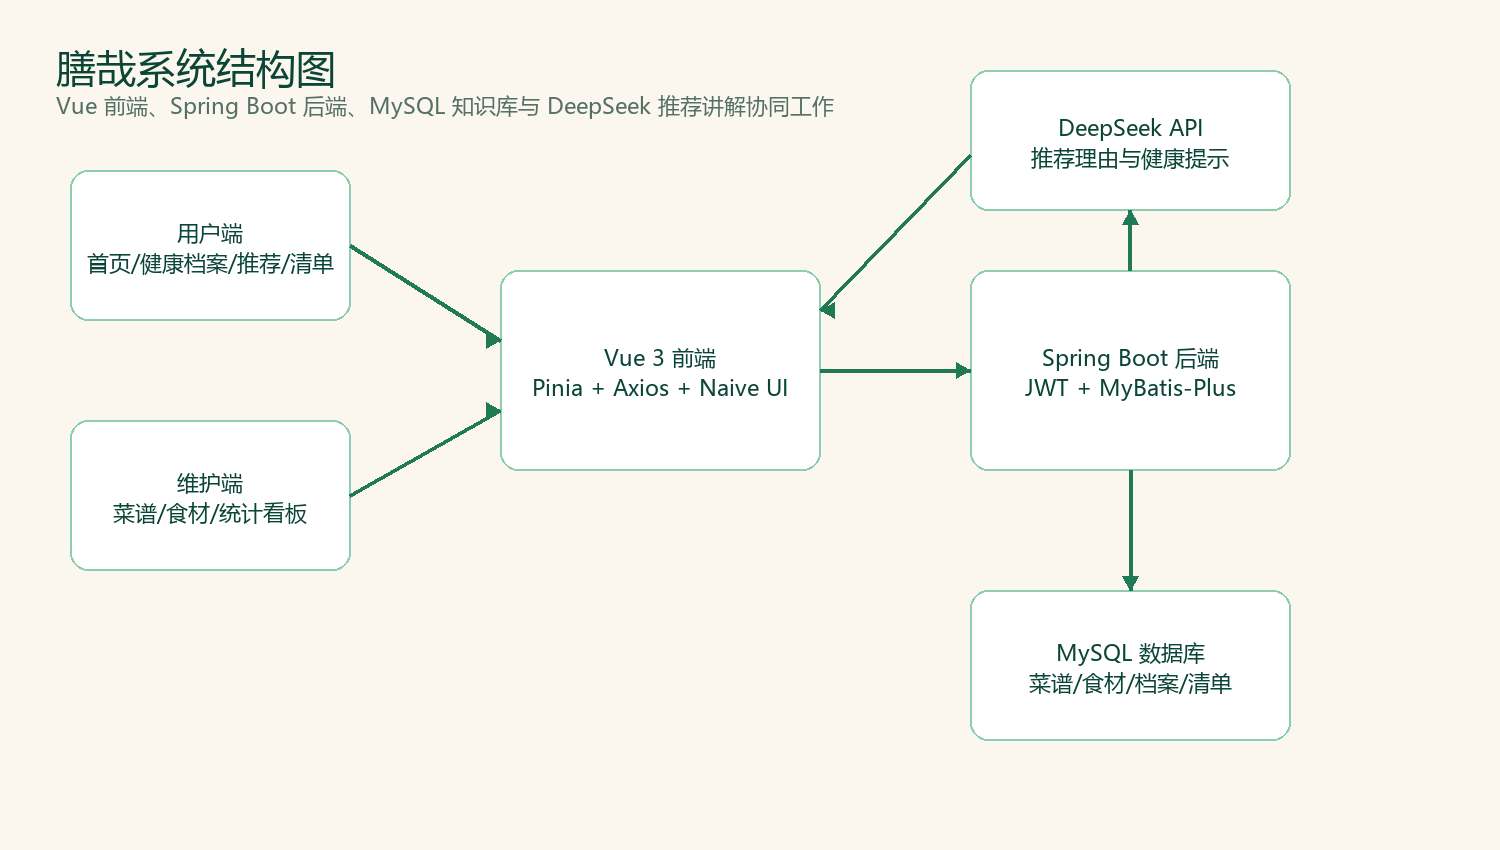 膳哉系统结构图
Vue 前端、Spring Boot 后端、MySQL 知识库与 DeepSeek 推荐讲解协同工作
DeepSeek API
推荐理由与健康提示
用户端
首页/健康档案/推荐/清单
Vue 3 前端
Pinia + Axios + Naive UI
Spring Boot 后端
JWT + MyBatis-Plus
维护端
菜谱/食材/统计看板
MySQL 数据库
菜谱/食材/档案/清单